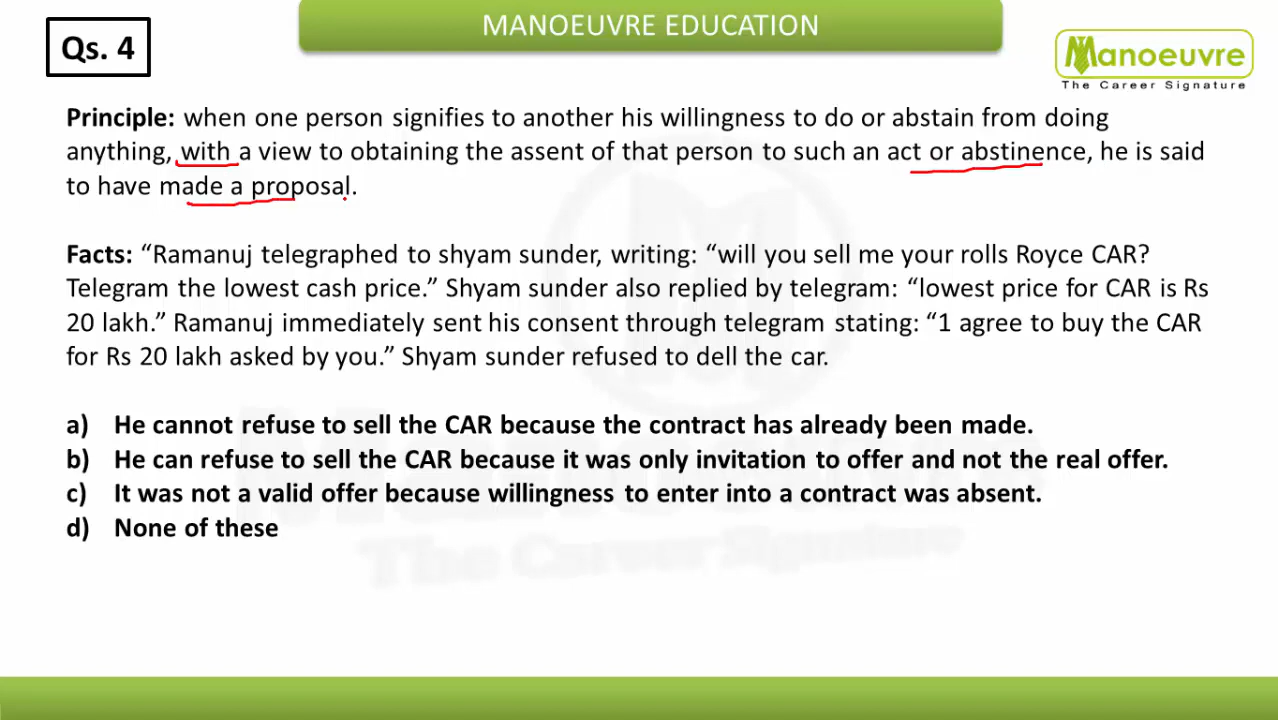 MANOEUVRE EDUCATION
Qs. 4
Manoeuvre
The Career Signature
Principle: when one person signifies to another his willingness to do or abstain from doing
anything, with a view to obtaining the assent of that person to such an act or abstinence, he is said
to have made a proposal.
Facts: “Ramanuj telegraphed to shyam sunder, writing: “will you sell me your rolls Royce CAR?
Telegram the lowest cash price.” Shyam sunder also replied by telegram: “lowest price for CAR is Rs
20 lakh.” Ramanuj immediately sent his consent through telegram stating: “1 agree to buy the CAR
for Rs 20 lakh asked by you.” Shyam sunder refused to dell the car.
a) He cannot refuse to sell the CAR because the contract has already been made.
b) He can refuse to sell the CAR because it was only invitation to offer and not the real offer.
c) It was not a valid offer because willingness to enter into a contract was absent.
d) None of these
Manoeuvre
The Career Signature